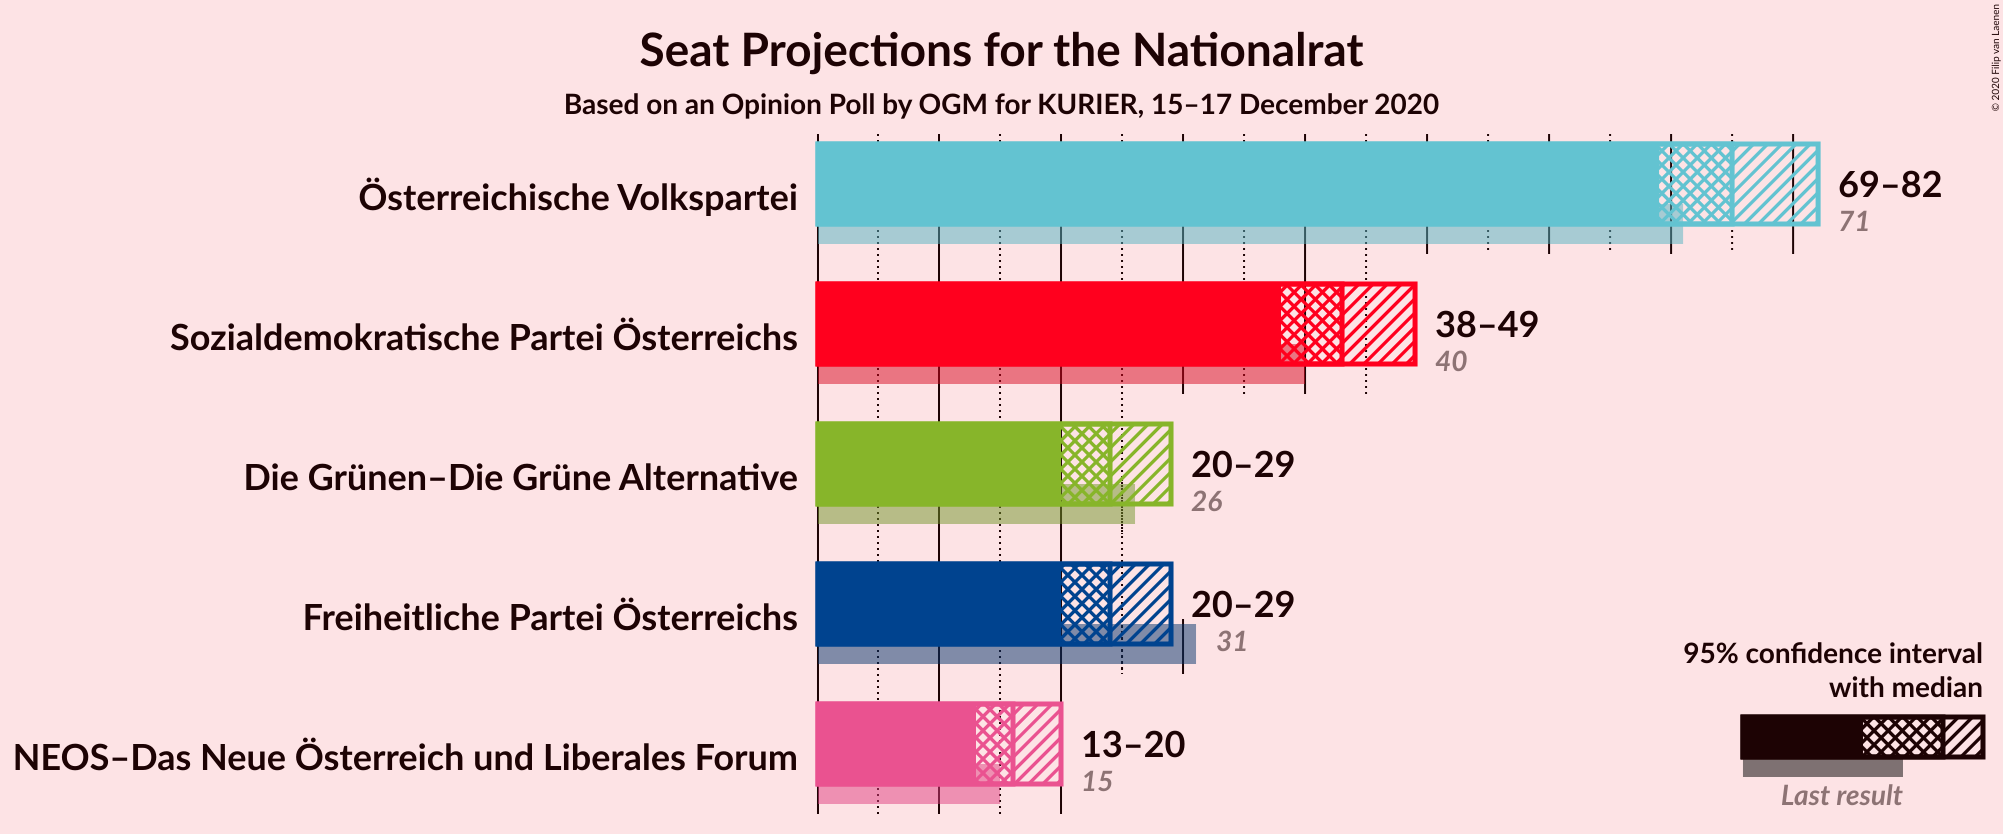 Seat Projections for the Nationalrat
Based on an Opinion Poll by OGM for KURIER, 15–17 December 2020
© 2020 Filip van Laenen
Österreichische Volkspartei
69–82
71
Sozialdemokratische Partei Österreichs
38–49
40
Die Grünen–Die Grüne Alternative
20–29
26
Freiheitliche Partei Österreichs
20–29
31
NEOS–Das Neue Österreich und Liberales Forum
13–20
15
95% confidence interval
with median
Last result